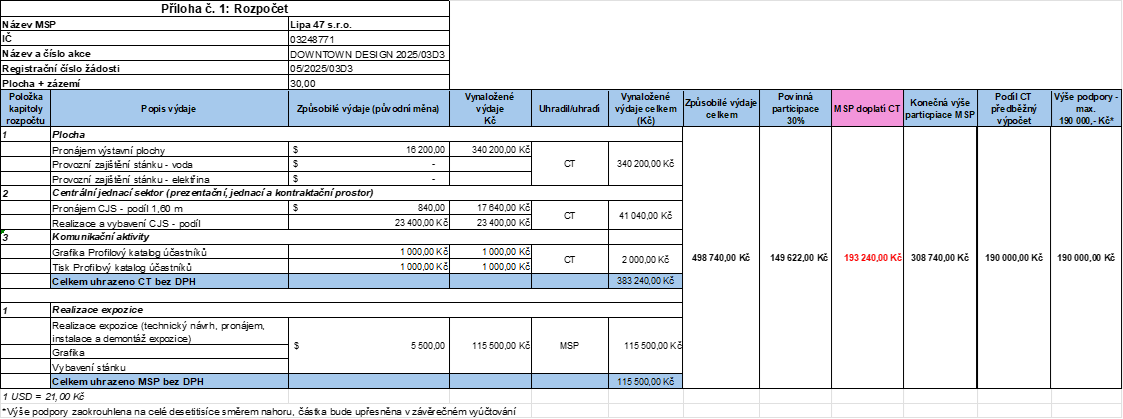 Příloha č. 1: Rozpočet
Název MSP Lipa 47 s.r.o.
IČ 03248771
Název a číslo akce DOWNTOWN DESIGN 2025/03D3
Registrační číslo žádosti 05/2025/03D3
Plocha + zázemí 30,00
Položka kapitoly rozpočtu Popis výdaje Způsobilé výdaje (původní měna) Vynaložené výdaje Kč Uhradil/uhradí Vynaložené výdaje celkem (Kč) Způsobilé výdaje celkem Povinná participace 30% MSP doplatí CT Konečná výše particpiace MSP Podíl CT předběžný výpočet Výše podpory - max. 190 000,- Kč*
1 Plocha
Pronájem výstavní plochy $ 16 200,00 340 200,00 Kč CT 340 200,00 Kč
Provozní zajištění stánku - voda $ -
Provozní zajištění stánku - elektřina $ -
2 Centrální jednací sektor (prezentační, jednací a kontraktační prostor)
Pronájem CJS - podíl 1,60 m $ 840,00 17 640,00 Kč CT 41 040,00 Kč
Realizace a vybavení CJS - podíl 23 400,00 Kč 23 400,00 Kč
3 Komunikační aktivity
Grafika Profilový katalog účastníků 1 000,00 Kč 1 000,00 Kč CT 2 000,00 Kč
Tisk Profilový katalog účastníků 1 000,00 Kč 1 000,00 Kč
498 740,00 Kč 149 622,00 Kč 193 240,00 Kč 308 740,00 Kč 190 000,00 Kč 190 000,00 Kč
Celkem uhrazeno CT bez DPH 383 240,00 Kč
1 Realizace expozice
Realizace expozice (technický návrh, pronájem,
instalace a demontáž expozice) $ 5 500,00 115 500,00 Kč MSP 115 500,00 Kč
Grafika
Vybavení stánku
Celkem uhrazeno MSP bez DPH 115 500,00 Kč
1 USD = 21,00 Kč
*Výše podpory zaokrouhlena na celé desetitisíce směrem nahoru, částka bude upřesněna v závěrečném vyúčtování